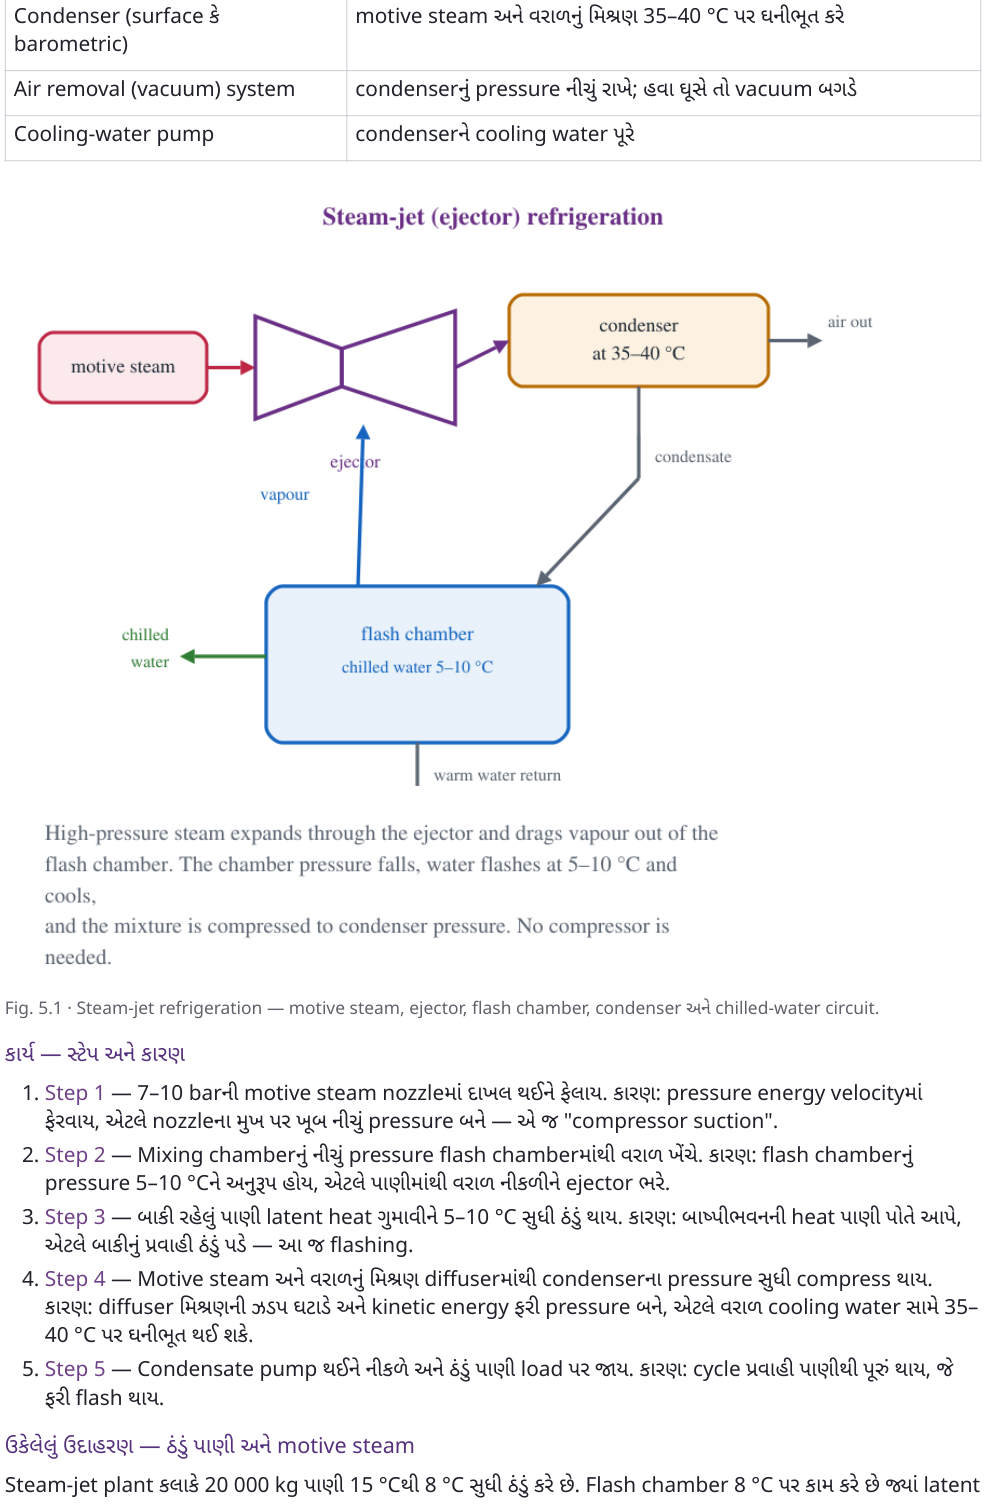 Condenser (surface કે
barometric)
motive steam અને વરાળનું મિશ્રણ 35–40 °C પર ઘનીભૂત કરે
Air removal (vacuum) system
condenserનું pressure નીચું રાખે; હવા ઘૂસે તો vacuum બગડે
Cooling-water pump
condenserને cooling water પૂરે
Steam-jet (ejector) refrigeration
motive steam
condenser
at 35–40 °C
air out
ejector
vapour
condensate
chilled
water
flash chamber
chilled water 5–10 °C
warm water return
High-pressure steam expands through the ejector and drags vapour out of the
flash chamber. The chamber pressure falls, water flashes at 5–10 °C and
cools,
and the mixture is compressed to condenser pressure. No compressor is
needed.
Fig. 5.1 · Steam-jet refrigeration — motive steam, ejector, flash chamber, condenser અને chilled-water circuit.
કાર્ય — સ્ટેપ અને કારણ
1. Step 1 — 7–10 barની motive steam nozzleમાં દાખલ થઈને ફેલાય. કારણ: pressure energy velocityમાં
ફેરવાય, એટલે nozzleના મુખ પર ખૂબ નીચું pressure બને — એ જ "compressor suction".
2. Step 2 — Mixing chamberનું નીચું pressure flash chamberમાંથી વરાળ ખેંચે. કારણ: flash chamberનું
pressure 5–10 °Cને અનુરૂપ હોય, એટલે પાણીમાંથી વરાળ નીકળીને ejector ભરે.
3. Step 3 — બાકી રહેલું પાણી latent heat ગુમાવીને 5–10 °C સુધી ઠંડું થાય. કારણ: બાષ્પીભવનની heat પાણી પોતે આપે,
એટલે બાકીનું પ્રવાહી ઠંડું પડે — આ જ flashing.
4. Step 4 — Motive steam અને વરાળનું મિશ્રણ diffuserમાંથી condenserના pressure સુધી compress થાય.
કારણ: diffuser મિશ્રણની ઝડપ ઘટાડે અને kinetic energy ફરી pressure બને, એટલે વરાળ cooling water સામે 35–
40 °C પર ઘનીભૂત થઈ શકે.
5. Step 5 — Condensate pump થઈને નીકળે અને ઠંડું પાણી load પર જાય. કારણ: cycle પ્રવાહી પાણીથી પૂરું થાય, જે
ફરી flash થાય.
ઉકેલેલું ઉદાહરણ — ઠંડું પાણી અને motive steam
Steam-jet plant કલાકે 20 000 kg પાણી 15 °Cથી 8 °C સુધી ઠંડું કરે છે. Flash chamber 8 °C પર કામ કરે છે જ્યાં latent